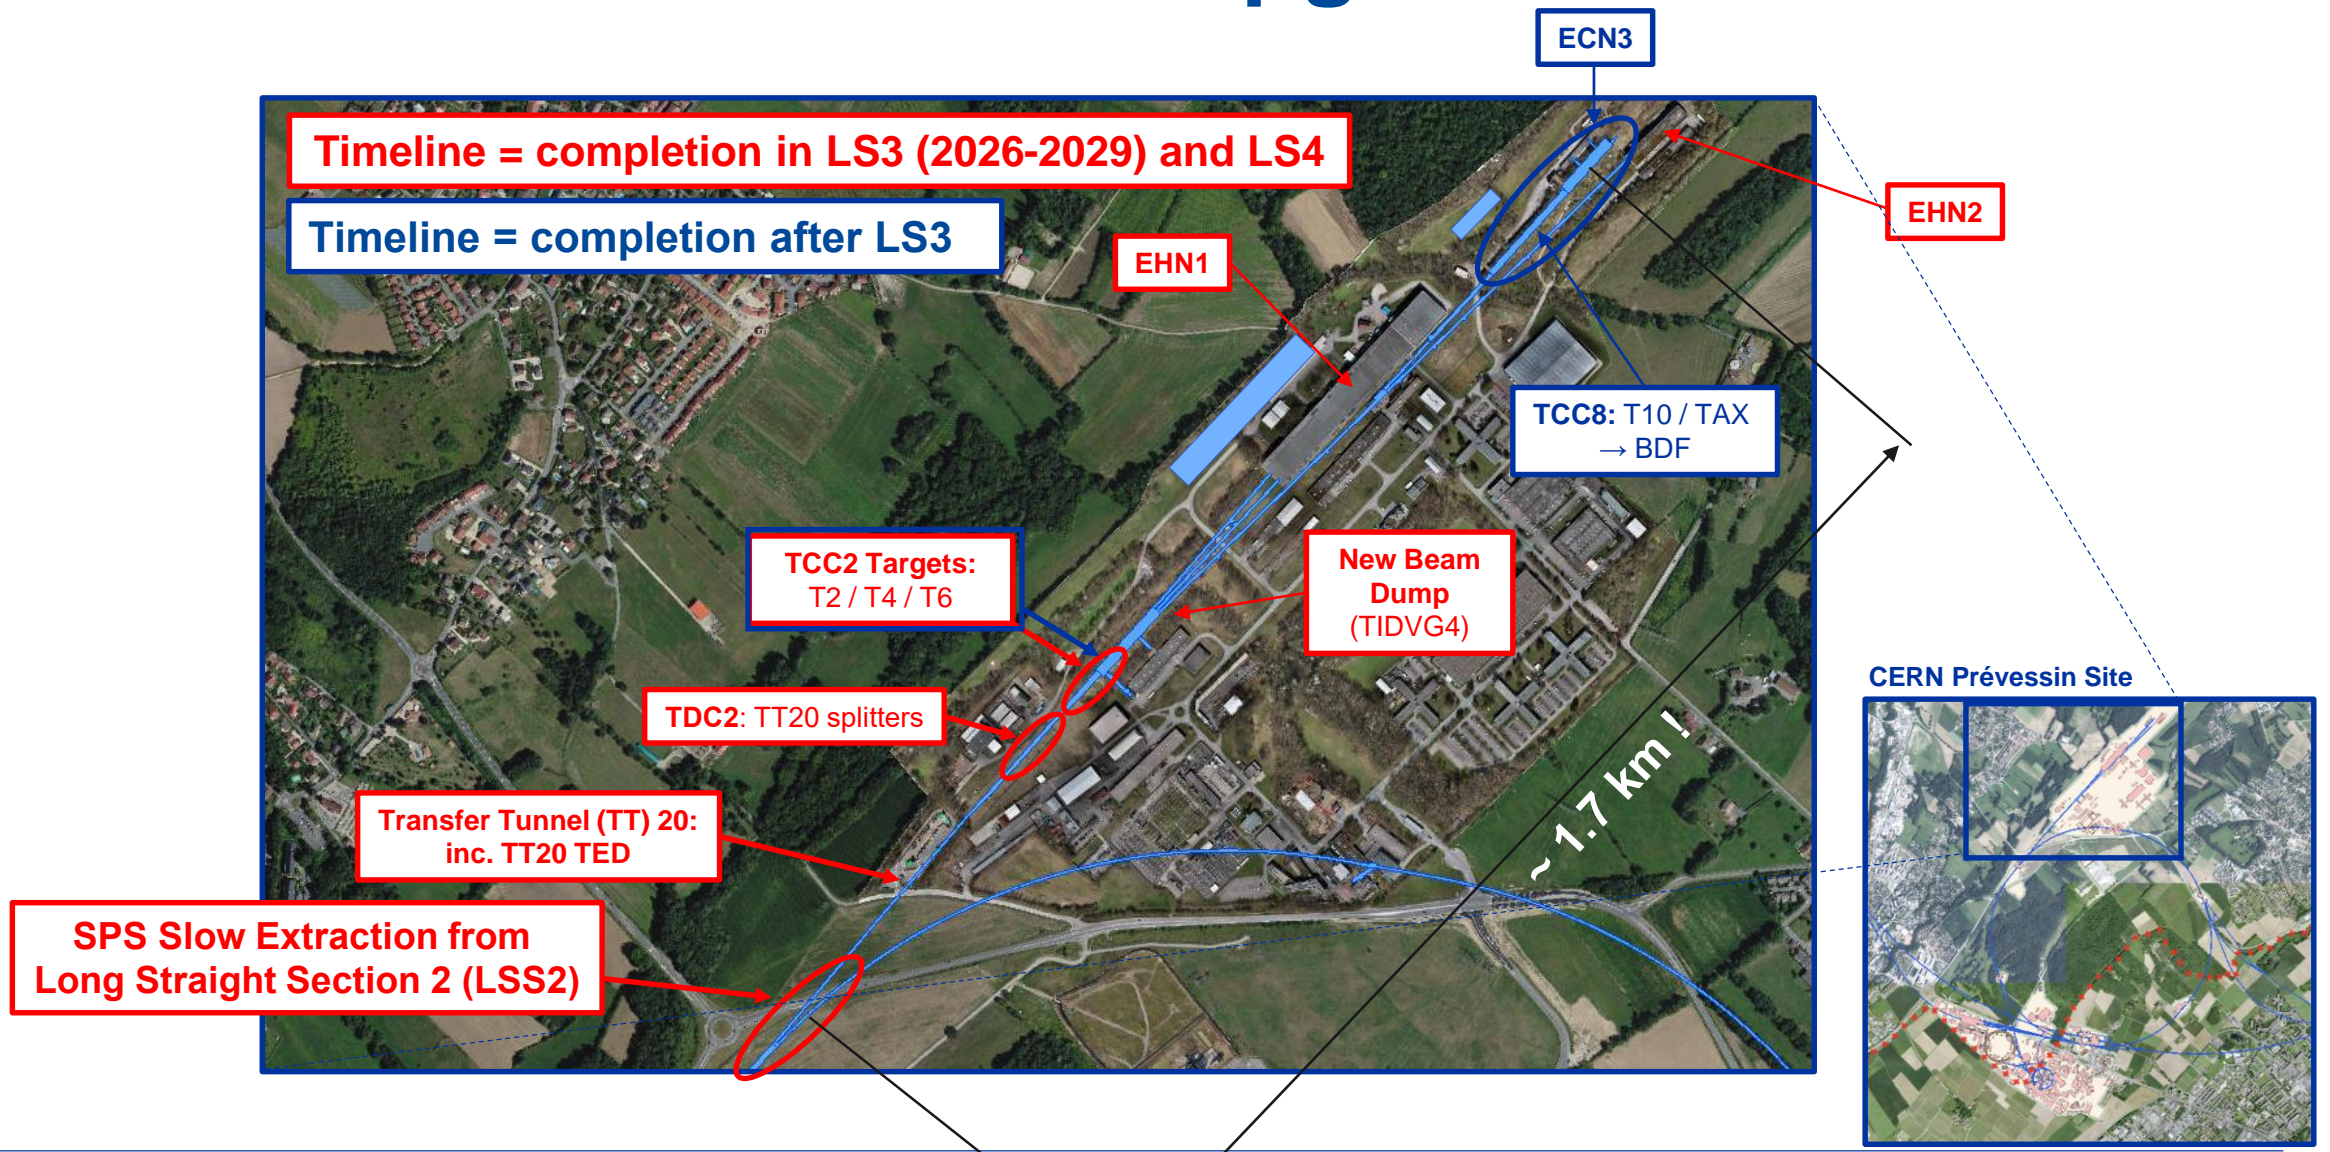 ECN3
Timeline = completion in LS3 (2026-2029) and LS4
EHN2
Timeline = completion after LS3
EHN1
TCC8: T10 / TAX
→ BDF
TCC2 Targets:
T2 / T4 / T6
New Beam
Dump
(TIDVG4)
CERN Prévessin Site
TDC2: TT20 splitters
~ 1.7 km !
Transfer Tunnel (TT) 20:
inc. TT20 TED
SPS Slow Extraction from
Long Straight Section 2 (LSS2)